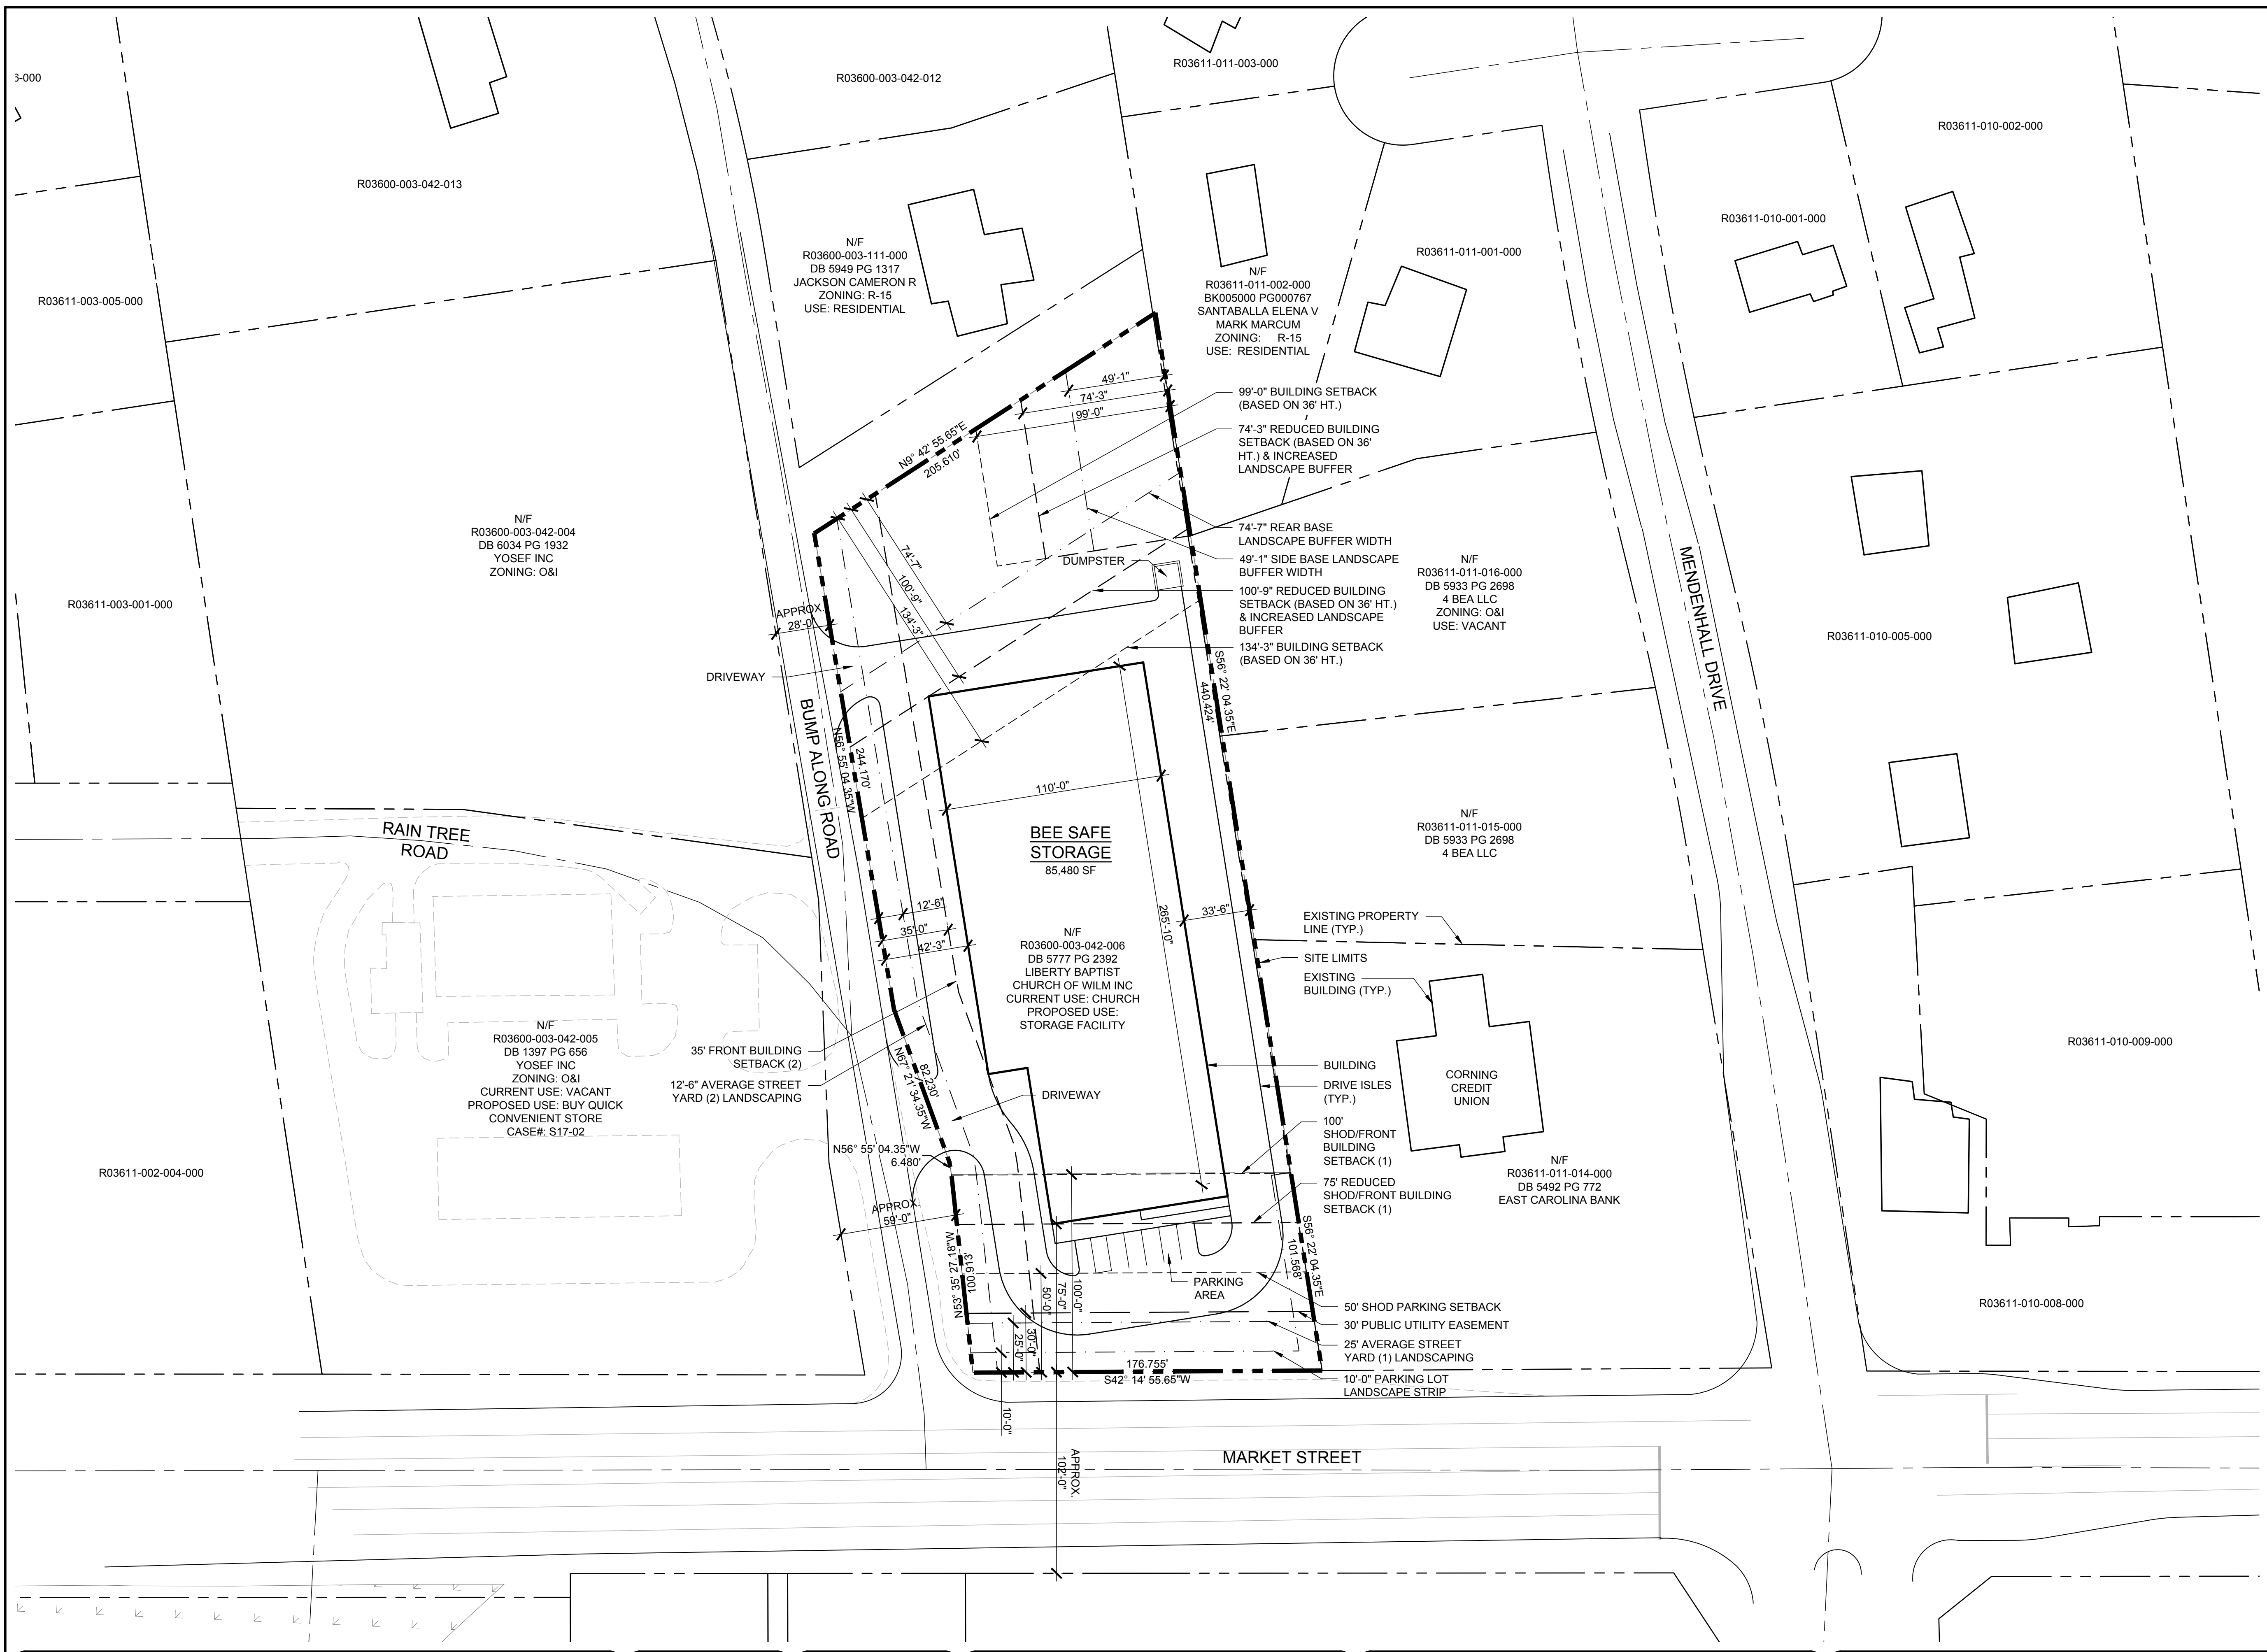 R03611-011-003-000
R03600-003-042-012
R03611-010-002-000
R03600-003-042-013
R03611-010-001-000
R03611-003-005-000
R03611-011-001-000
N/F
R03600-003-111-000
DB 5949 PG 1317
JACKSON CAMERON R
ZONING: R-15
USE: RESIDENTIAL
N/F
R03611-011-002-000
BK005000 PG000767
SANTABALLA ELENA V
MARK MARCUM
ZONING: R-15
USE: RESIDENTIAL
49'-1"
74'-3"
99'-0"
N9° 42' 55.65"E
205.610'
99'-0" BUILDING SETBACK
(BASED ON 36' HT.)
74'-3" REDUCED BUILDING
SETBACK (BASED ON 36'
HT.) & INCREASED
LANDSCAPE BUFFER
74'-7" REAR BASE
LANDSCAPE BUFFER WIDTH
49'-1" SIDE BASE LANDSCAPE
BUFFER WIDTH
100'-9" REDUCED BUILDING
SETBACK (BASED ON 36' HT.)
& INCREASED LANDSCAPE
BUFFER
134'-3" BUILDING SETBACK
(BASED ON 36' HT.)
N/F
R03600-003-042-004
DB 6034 PG 1932
YOSEF INC
ZONING: O&I
R03611-003-001-000
DUMPSTER
74'-7"
100'-9"
134'-3"
APPROX.
28'-0"
DRIVEWAY
N/F
R03611-011-016-000
DB 5933 PG 2698
4 BEA LLC
ZONING: O&I
USE: VACANT
MENDENHALL DRIVE
R03611-010-005-000
S56° 22' 04.35"E
440.424'
BUMP ALONG ROAD
N56° 55' 04.35"W
244.170'
110'-0"
RAIN TREE
ROAD
BEE SAFE
STORAGE
85,480 SF
N/F
R03611-011-015-000
DB 5933 PG 2698
4 BEA LLC
12'-6"
35'-0"
42'-3"
265'-10"
33'-6"
N/F
R03600-003-042-006
DB 5777 PG 2392
LIBERTY BAPTIST
CHURCH OF WILM INC
CURRENT USE: CHURCH
PROPOSED USE:
STORAGE FACILITY
EXISTING PROPERTY
LINE (TYP.)
SITE LIMITS
EXISTING
BUILDING (TYP.)
N/F
R03600-003-042-005
DB 1397 PG 656
YOSEF INC
ZONING: O&I
CURRENT USE: VACANT
PROPOSED USE: BUY QUICK
CONVENIENT STORE
CASE#: S17-02
35' FRONT BUILDING
SETBACK (2)
12'-6" AVERAGE STREET
YARD (2) LANDSCAPING
N67° 21' 34.35"W
82.230'
DRIVEWAY
BUILDING
DRIVE ISLES
(TYP.)
CORNING
CREDIT
UNION
R03611-010-009-000
100'
SHOD/FRONT
BUILDING
SETBACK (1)
75' REDUCED
SHOD/FRONT BUILDING
SETBACK (1)
N/F
R03611-011-014-000
DB 5492 PG 772
EAST CAROLINA BANK
R03611-002-004-000
N56° 55' 04.35"W
6.480'
APPROX.
59'-0"
N53° 35' 27.18"W
100.913'
S56° 22' 04.35"E
101.568'
PARKING
AREA
100'-0"
75'-0"
50'-0"
30'-0"
25'-0"
10'-0"
50' SHOD PARKING SETBACK
30' PUBLIC UTILITY EASEMENT
25' AVERAGE STREET
YARD (1) LANDSCAPING
10'-0" PARKING LOT
LANDSCAPE STRIP
R03611-010-008-000
176.755'
S42° 14' 55.65"W
APPROX.
102'-0"
MARKET STREET